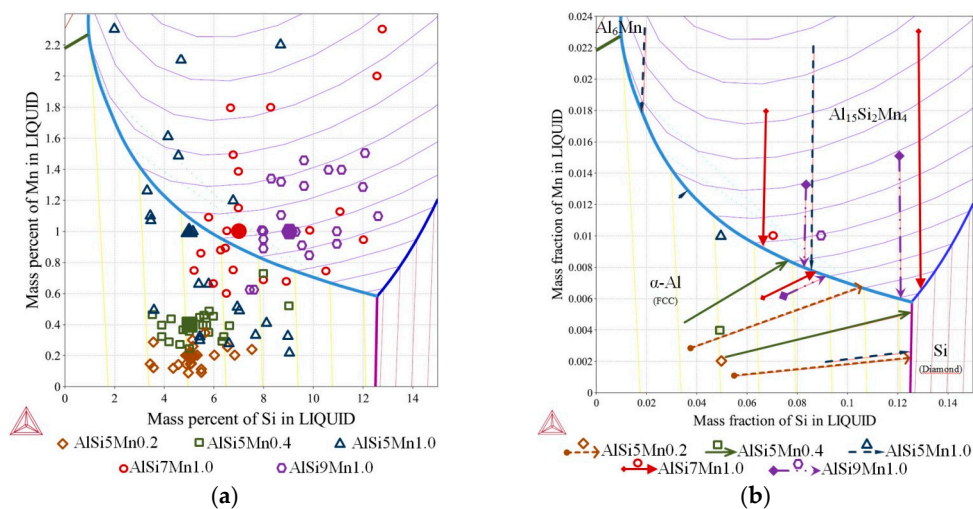 (a)
Mass percent of Mn in LIQUID
2.2
2.0
1.8
1.6
1.4
1.2
1
0.8
0.6
0.4
0.2
0
0 2 4 6 8 10 12 14
Mass percent of Si in LIQUID
AlSi5Mn0.2 AlSi5Mn0.4 AlSi5Mn1.0
AlSi7Mn1.0 AlSi9Mn1.0
(a)
(b)
Mass fraction of Mn in LIQUID
0.024
0.022
0.020
0.018
0.016
0.014
0.012
0.010
0.008
0.006
0.004
0.002
0
0 0.02 0.04 0.06 0.08 0.10 0.12 0.14
Mass fraction of Si in LIQUID
Al6Mn
Al15Si2Mn4
α-Al
(FCC)
Si
(Diamond)
AlSi5Mn0.2 AlSi5Mn0.4 AlSi5Mn1.0
AlSi7Mn1.0 AlSi9Mn1.0
(b)